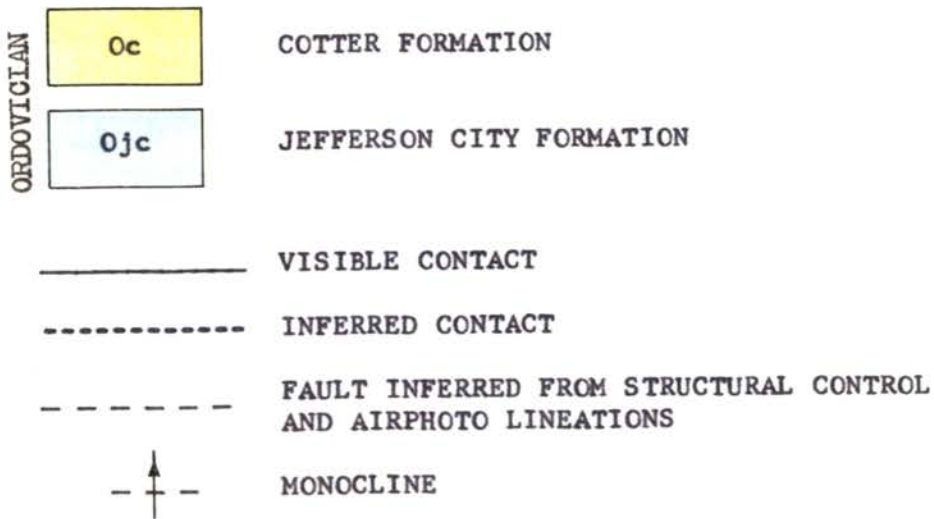 ORDOVICIAN
Oc COTTER FORMATION
Ojc JEFFERSON CITY FORMATION
VISIBLE CONTACT
INFERRED CONTACT
FAULT INFERRED FROM STRUCTURAL CONTROL
AND AIRPHOTO LINEATIONS
MONOCLINE